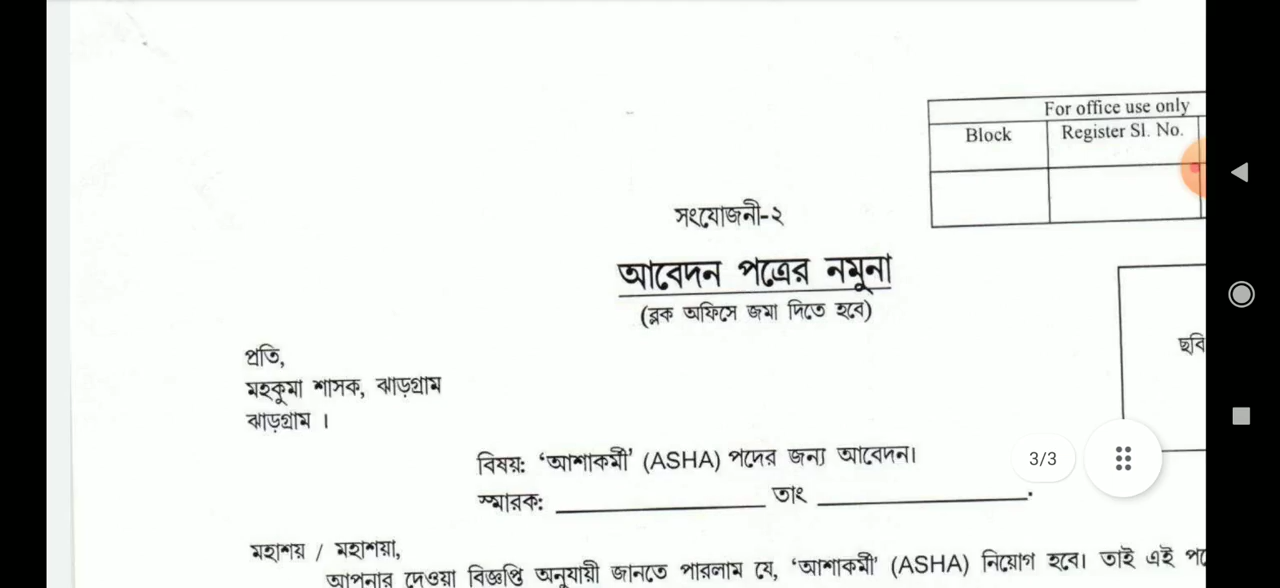 For office use only
Block Register Sl. No.
সংযোজনী-২
আবেদন পত্রের নমুনা
(ব্লক অফিসে জমা দিতে হবে)
প্রতি,
মহকুমা শাসক, ঝাড়গ্রাম
ঝাড়গ্রাম ।
ছবি
বিষয়: ‘আশাকর্মী’ (ASHA) পদের জন্য আবেদন।
3/3
স্মারক: তাং
মহাশয় / মহাশয়া,
আপনার দেওয়া বিজ্ঞপ্তি অনুযায়ী জানতে পারলাম যে, ‘আশাকর্মী’ (ASHA) নিয়োগ হবে। তাই এই